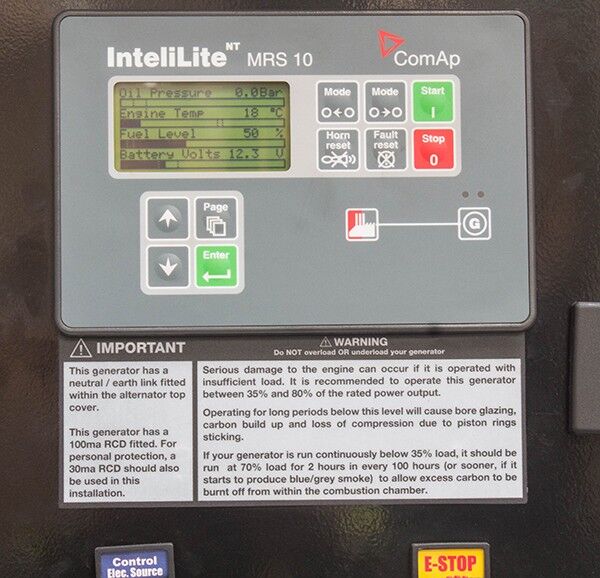 InteliLite NT MRS 10
ComAp
Oil Pressure 0.0Bar
Engine Temp 18 °C
Fuel Level 50 %
Battery Volts 12.3 V
Mode
Mode
Start
I
Horn
reset
Fault
reset
Stop
0
Page
Enter
G
IMPORTANT
This generator has a
neutral / earth link fitted
within the alternator top
cover.
This generator has a
100ma RCD fitted. For
personal protection, a
30ma RCD should also
be used in this
installation.
WARNING
Do NOT overload OR underload your generator
Serious damage to the engine can occur if it is operated with
insufficient load. It is recommended to operate this generator
between 35% and 80% of the rated power output.
Operating for long periods below this level will cause bore glazing,
carbon build up and loss of compression due to piston rings
sticking.
If your generator is run continuously below 35% load, it should be
run at 70% load for 2 hours in every 100 hours (or sooner, if it
starts to produce blue/grey smoke) to allow excess carbon to be
burnt off from within the combustion chamber.
Control
Elec. Source
E-STOP